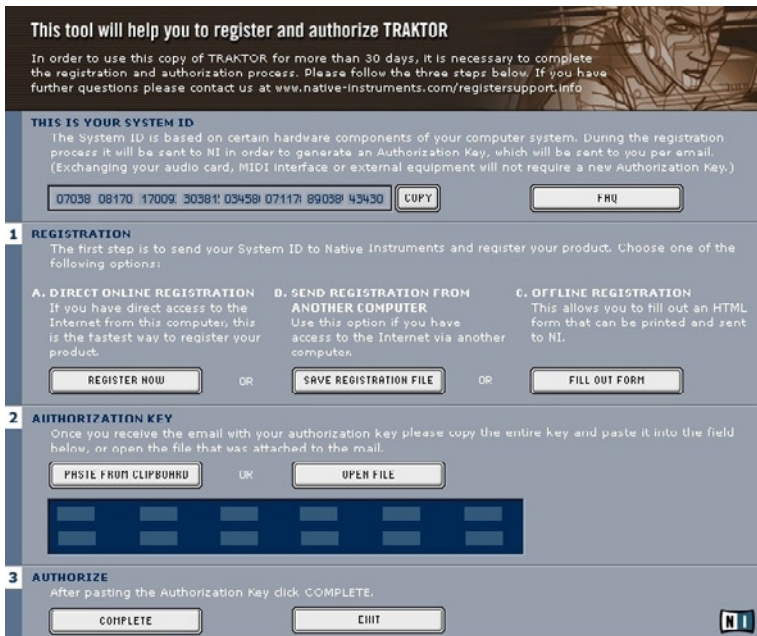 This tool will help you to register and authorize TRAKTOR
In order to use this copy of TRAKTOR for more than 30 days, it is necessary to complete
the registration and authorization process. Please follow the three steps below. If you have
further questions please contact us at www.native-instruments.com/registersupport.info
THIS IS YOUR SYSTEM ID
The System ID is based on certain hardware components of your computer system. During the registration
process it will be sent to NI in order to generate an Authorization Key, which will be sent to you per email.
(Exchanging your audio card, MIDI interface or external equipment will not require a new Authorization Key.)
07038 08170 17009 30381 03458 07117 89038 43430 COPY FAQ
1 REGISTRATION
The first step is to send your System ID to Native Instruments and register your product. Choose one of the
following options:
A. DIRECT ONLINE REGISTRATION
If you have direct access to the
Internet from this computer, this
is the fastest way to register your
product.
REGISTER NOW
OR
B. SEND REGISTRATION FROM
ANOTHER COMPUTER
Use this option if you have
access to the Internet via another
computer.
SAVE REGISTRATION FILE
OR
C. OFFLINE REGISTRATION
This allows you to fill out an HTML
form that can be printed and sent
to NI.
FILL OUT FORM
2 AUTHORIZATION KEY
Once you receive the email with your authorization key please copy the entire key and paste it into the field
below, or open the file that was attached to the mail.
PASTE FROM CLIPBOARD OR OPEN FILE
3 AUTHORIZE
After pasting the Authorization Key click COMPLETE.
COMPLETE EXIT
NI